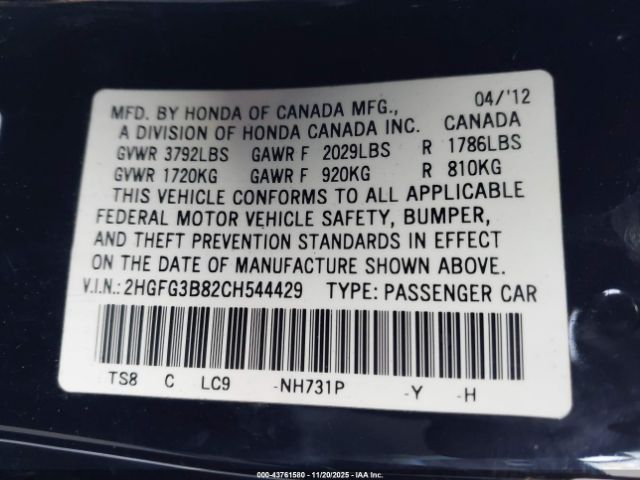 MFD. BY HONDA OF CANADA MFG., 04/'12
A DIVISION OF HONDA CANADA INC. CANADA
GVWR 3792LBS GAWR F 2029LBS R 1786LBS
GVWR 1720KG GAWR F 920KG R 810KG
THIS VEHICLE CONFORMS TO ALL APPLICABLE
FEDERAL MOTOR VEHICLE SAFETY, BUMPER,
AND THEFT PREVENTION STANDARDS IN EFFECT
ON THE DATE OF MANUFACTURE SHOWN ABOVE.
V.I.N.: 2HGFG3B82CH544429 TYPE: PASSENGER CAR
TS8 C LC9 -NH731P -Y -H
000-43761580 - 11/20/2025 - IAA Inc.